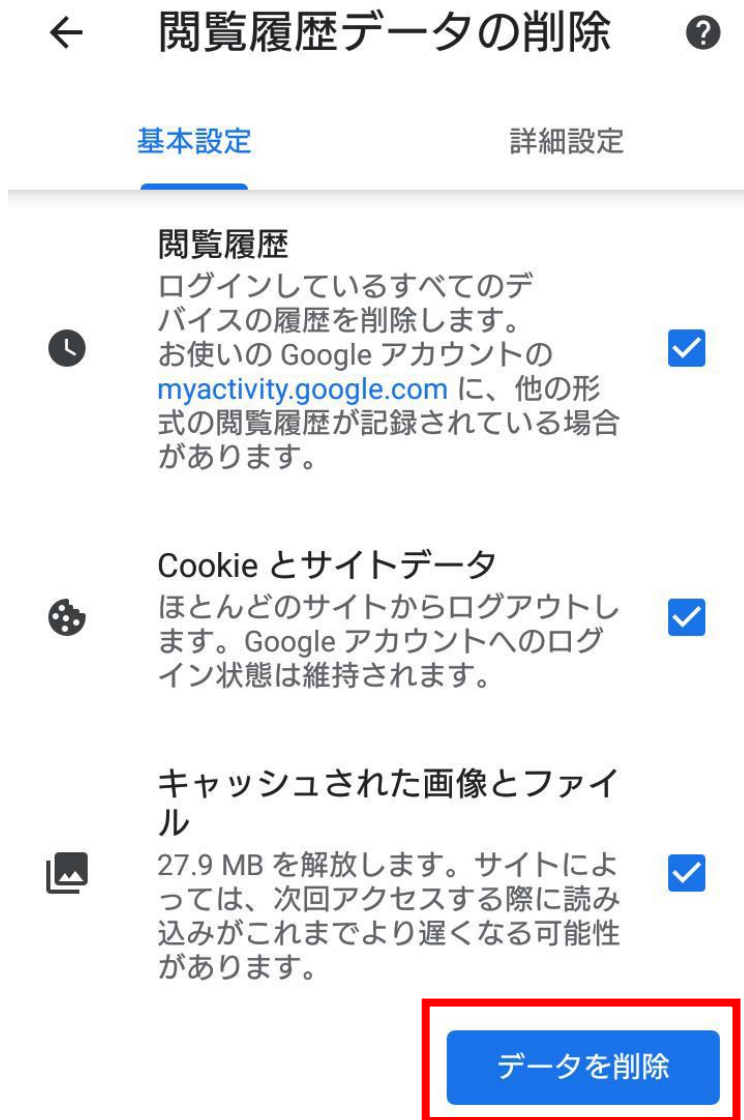 閲覧履歴データの削除
基本設定
詳細設定
閲覧履歴
ログインしているすべてのデ
バイスの履歴を削除します。
お使いの Google アカウントの
myactivity.google.com に、他の形
式の閲覧履歴が記録されている場合
があります。
Cookie とサイトデータ
ほとんどのサイトからログアウトし
ます。Google アカウントへのログ
イン状態は維持されます。
キャッシュされた画像とファイ
ル
27.9 MB を解放します。サイトによ
っては、次回アクセスする際に読み
込みがこれまでより遅くなる可能性
があります。
データを削除